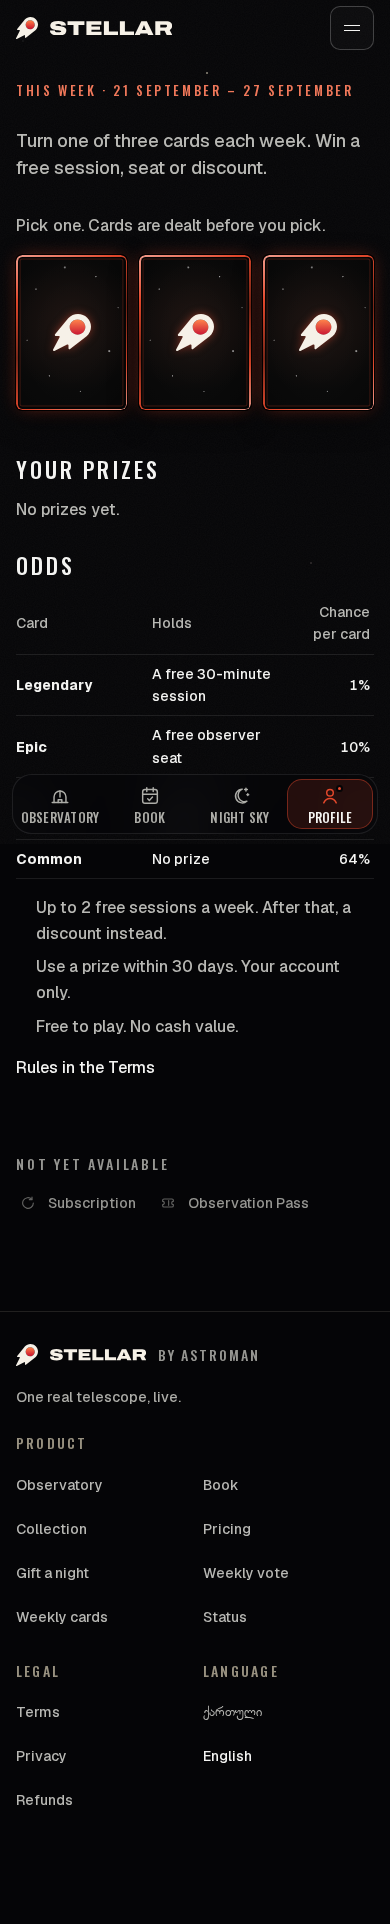 STELLAR
THIS WEEK · 21 SEPTEMBER – 27 SEPTEMBER
Turn one of three cards each week. Win a
free session, seat or discount.
Pick one. Cards are dealt before you pick.
YOUR PRIZES
No prizes yet.
ODDS
Card Holds Chance
per card
Legendary A free 30-minute
session 1%
Epic A free observer
seat 10%
OBSERVATORY BOOK NIGHT SKY PROFILE
Common No prize 64%
Up to 2 free sessions a week. After that, a
discount instead.
Use a prize within 30 days. Your account
only.
Free to play. No cash value.
Rules in the Terms
NOT YET AVAILABLE
Subscription Observation Pass
STELLAR BY ASTROMAN
One real telescope, live.
PRODUCT
Observatory Book
Collection Pricing
Gift a night Weekly vote
Weekly cards Status
LEGAL LANGUAGE
Terms ქართული
Privacy English
Refunds